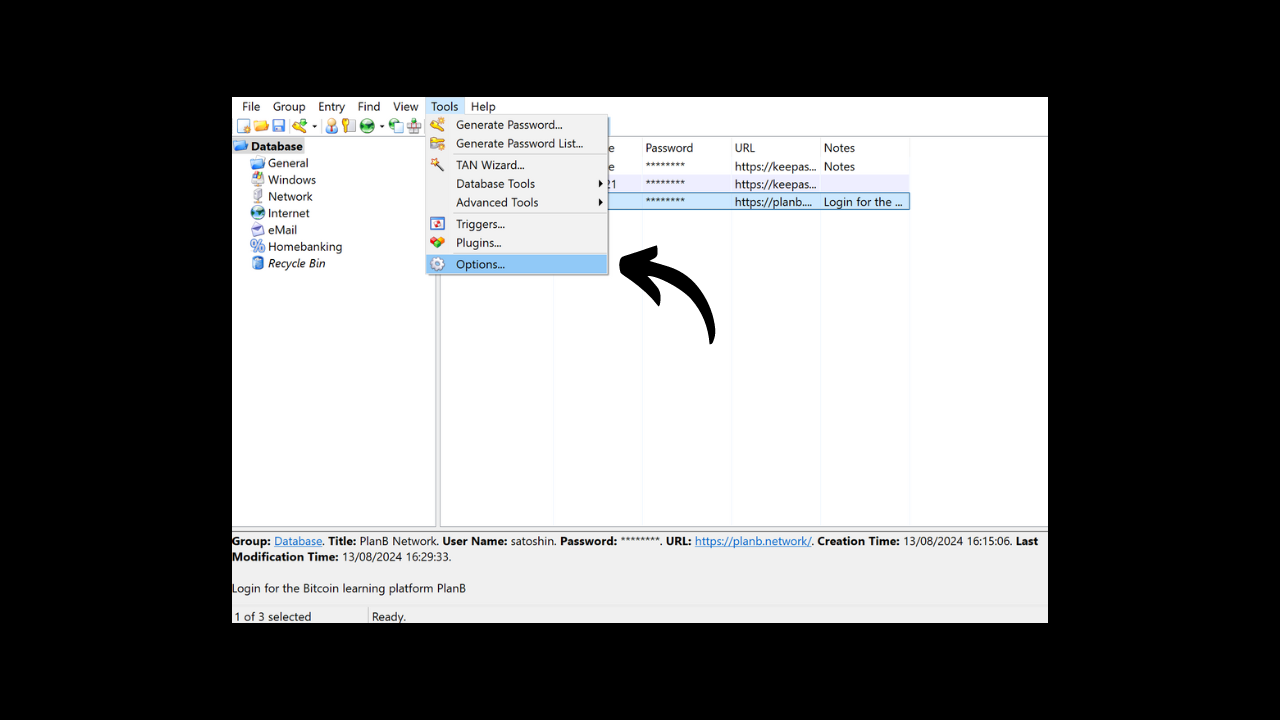 File Group Entry Find View Tools Help
Database
General
Windows
Network
Internet
eMail
Homebanking
Recycle Bin
Generate Password...
Generate Password List...
TAN Wizard...
Database Tools
Advanced Tools
Triggers...
Plugins...
Options...
e Password URL Notes
e ******** https://keepas... Notes
21 ******** https://keepas...
******** https://planb.... Login for the ...
Group: Database. Title: PlanB Network. User Name: satoshin. Password: ********. URL: https://planb.network/. Creation Time: 13/08/2024 16:15:06. Last
Modification Time: 13/08/2024 16:29:33.
Login for the Bitcoin learning platform PlanB
1 of 3 selected Ready.